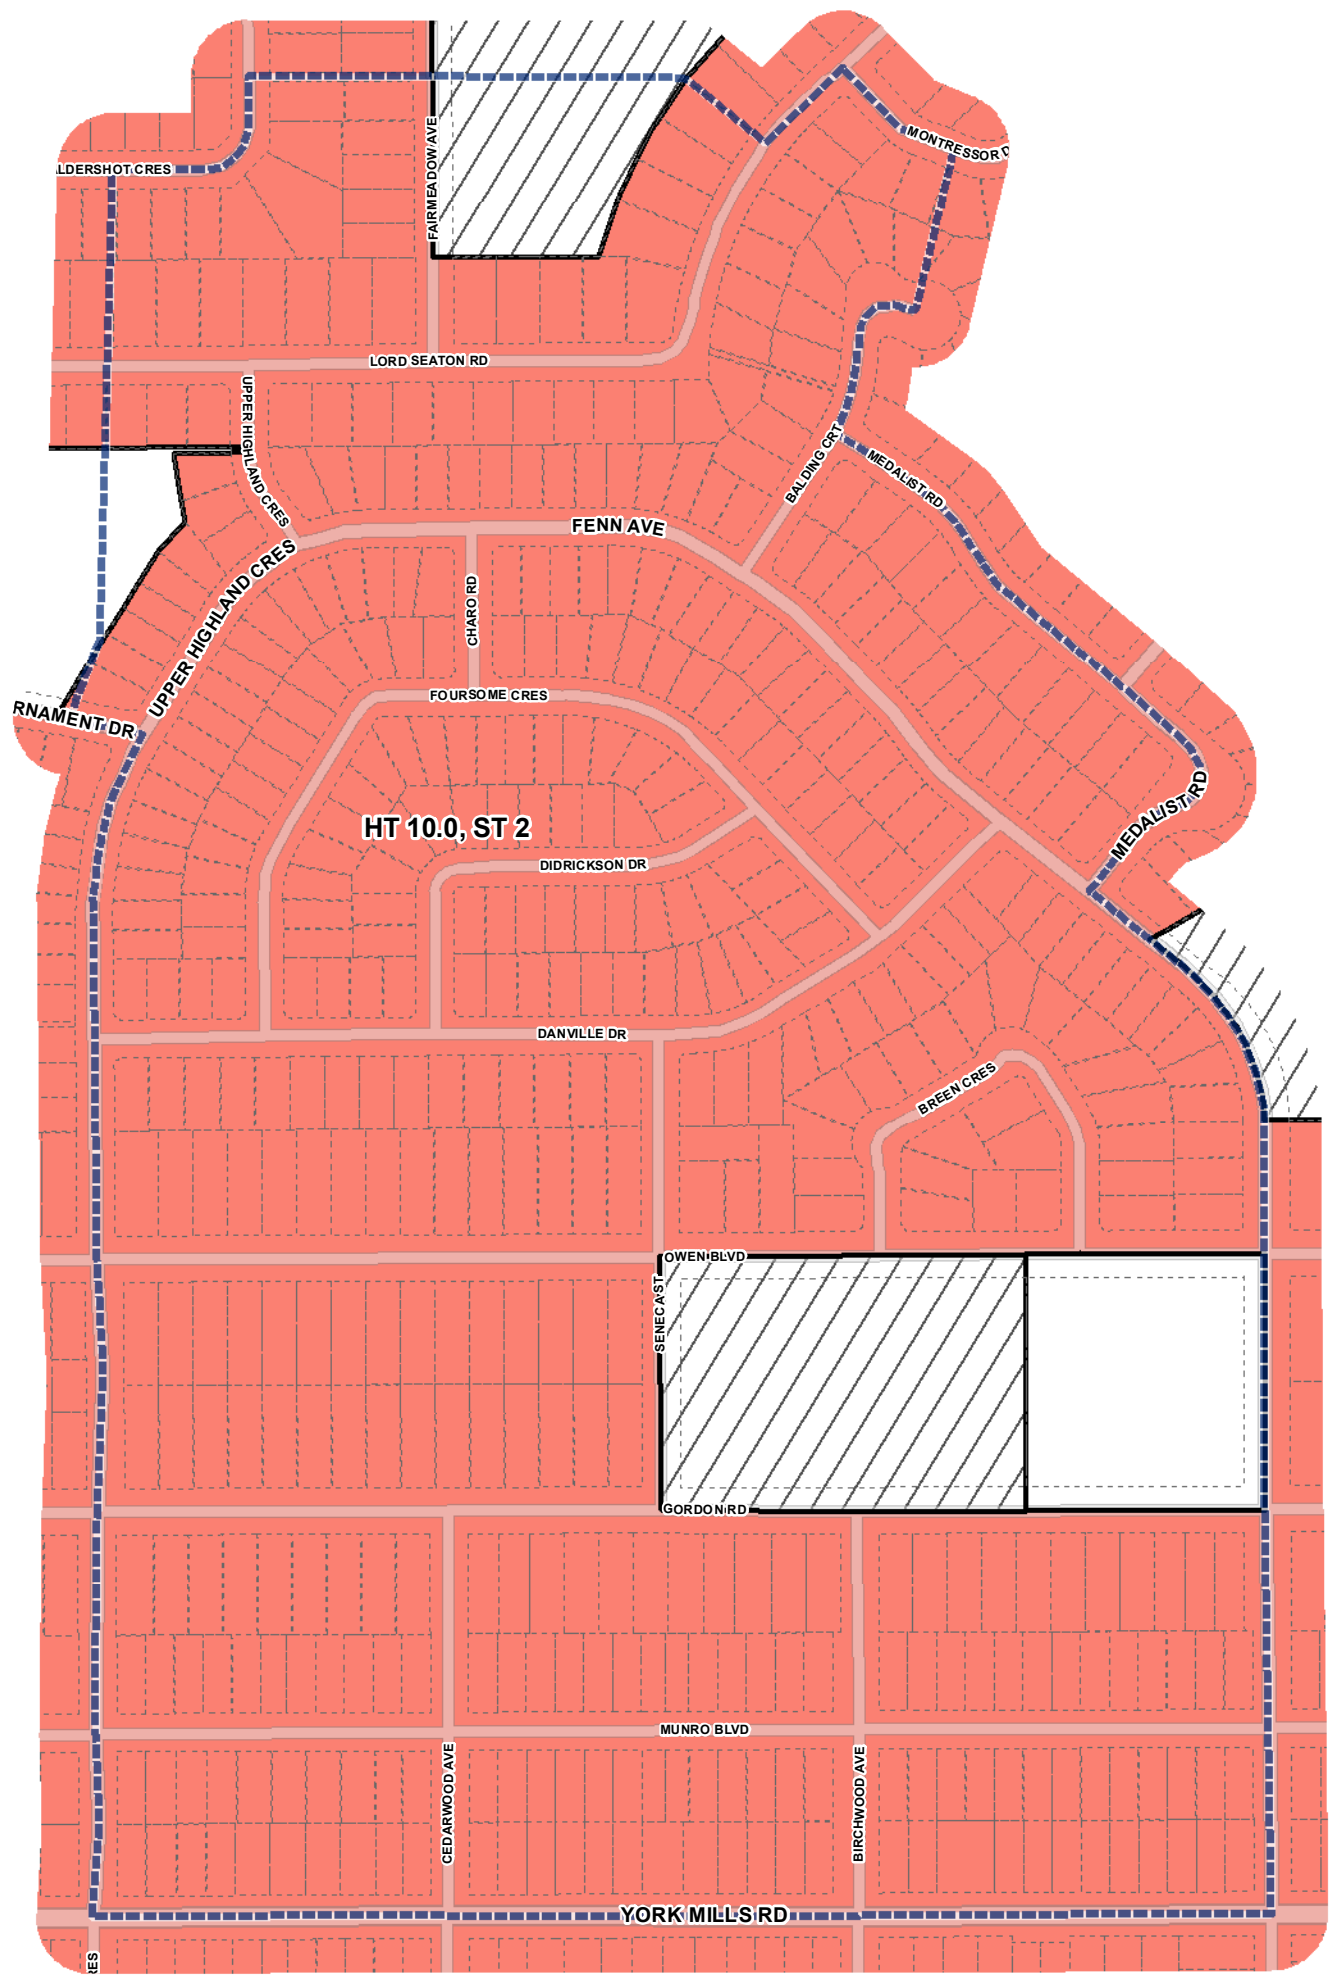 MONTRESSOR D
LDERSHOT CRES
FAIRMEADOW AVE
LORD SEATON RD
UPPER HIGHLAND CRES
BALDING CRT
MEDALIST RD
FENN AVE
UPPER HIGHLAND CRES
CHARO RD
FOURSOME CRES
RNAMENT DR
MEDALIST RD
HT 10.0, ST 2
DIDRICKSON DR
DANVILLE DR
BREEN CRES
OWEN BLVD
SENECA ST
GORDON RD
MUNRO BLVD
CEDARWOOD AVE
BIRCHWOOD AVE
YORK MILLS RD
RES